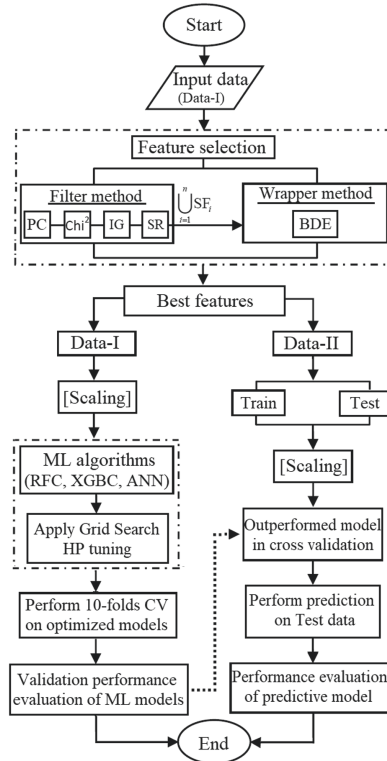 Start
Input data
(Data-I)
Feature selection
Filter method
PC
Chi²
IG
SR
n
⋃SFᵢ
i=1
Wrapper method
BDE
Best features
Data-I
Data-II
[Scaling]
Train
Test
ML algorithms
(RFC, XGBC, ANN)
[Scaling]
Apply Grid Search
HP tuning
Outperformed model
in cross validation
Perform 10-folds CV
on optimized models
Perform prediction
on Test data
Validation performance
evaluation of ML models
Performance evaluation
of predictive model
End